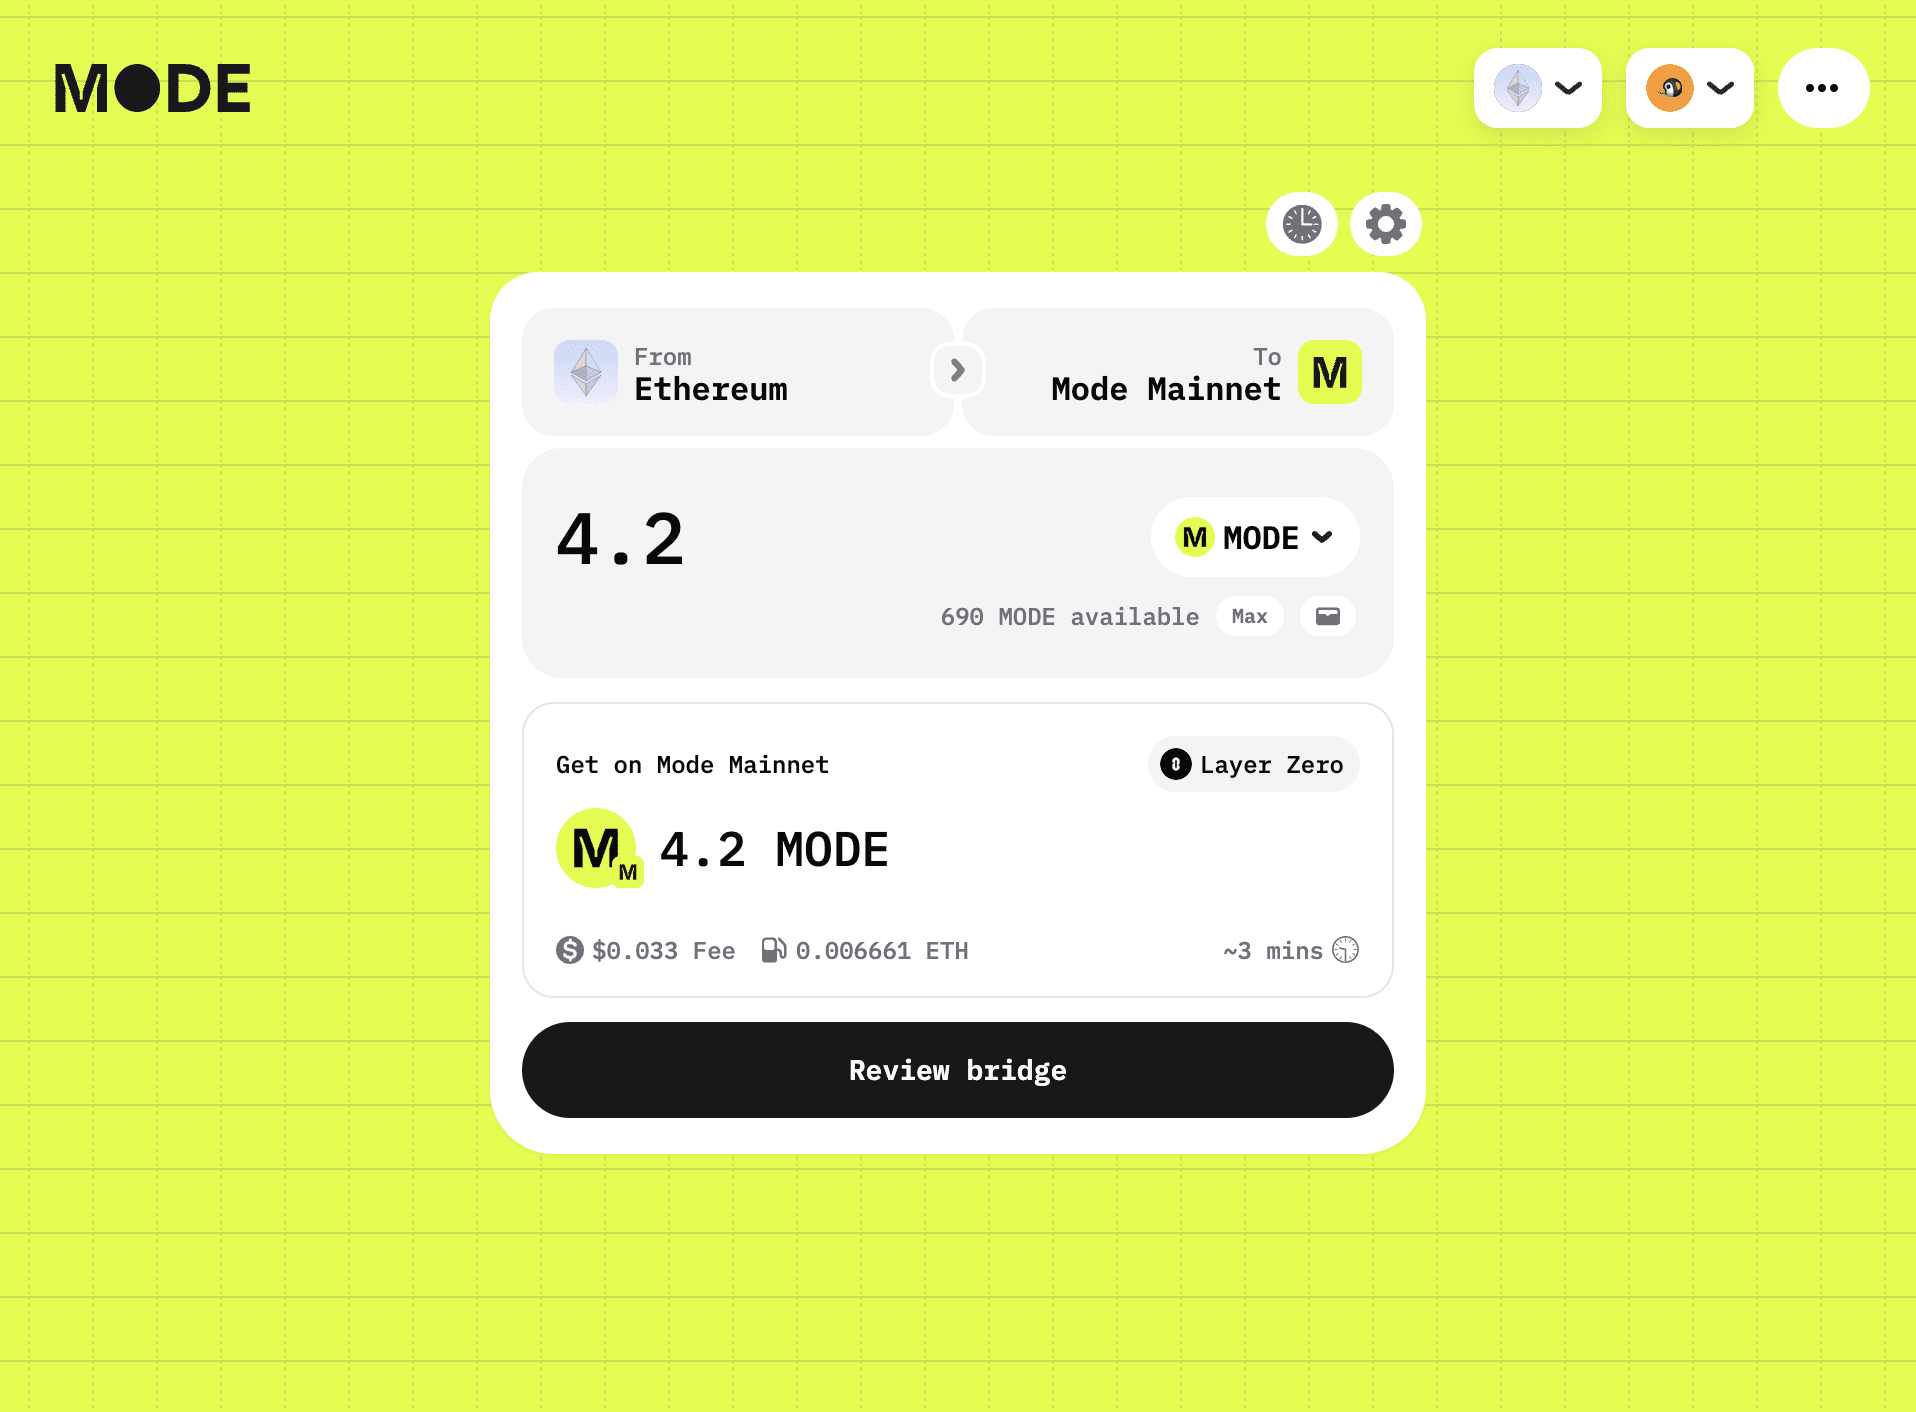 MODE
From
Ethereum
To
Mode Mainnet
M
4.2
M MODE
690 MODE available
Max
Get on Mode Mainnet
Layer Zero
M
M
4.2 MODE
$0.033 Fee
0.006661 ETH
~3 mins
Review bridge